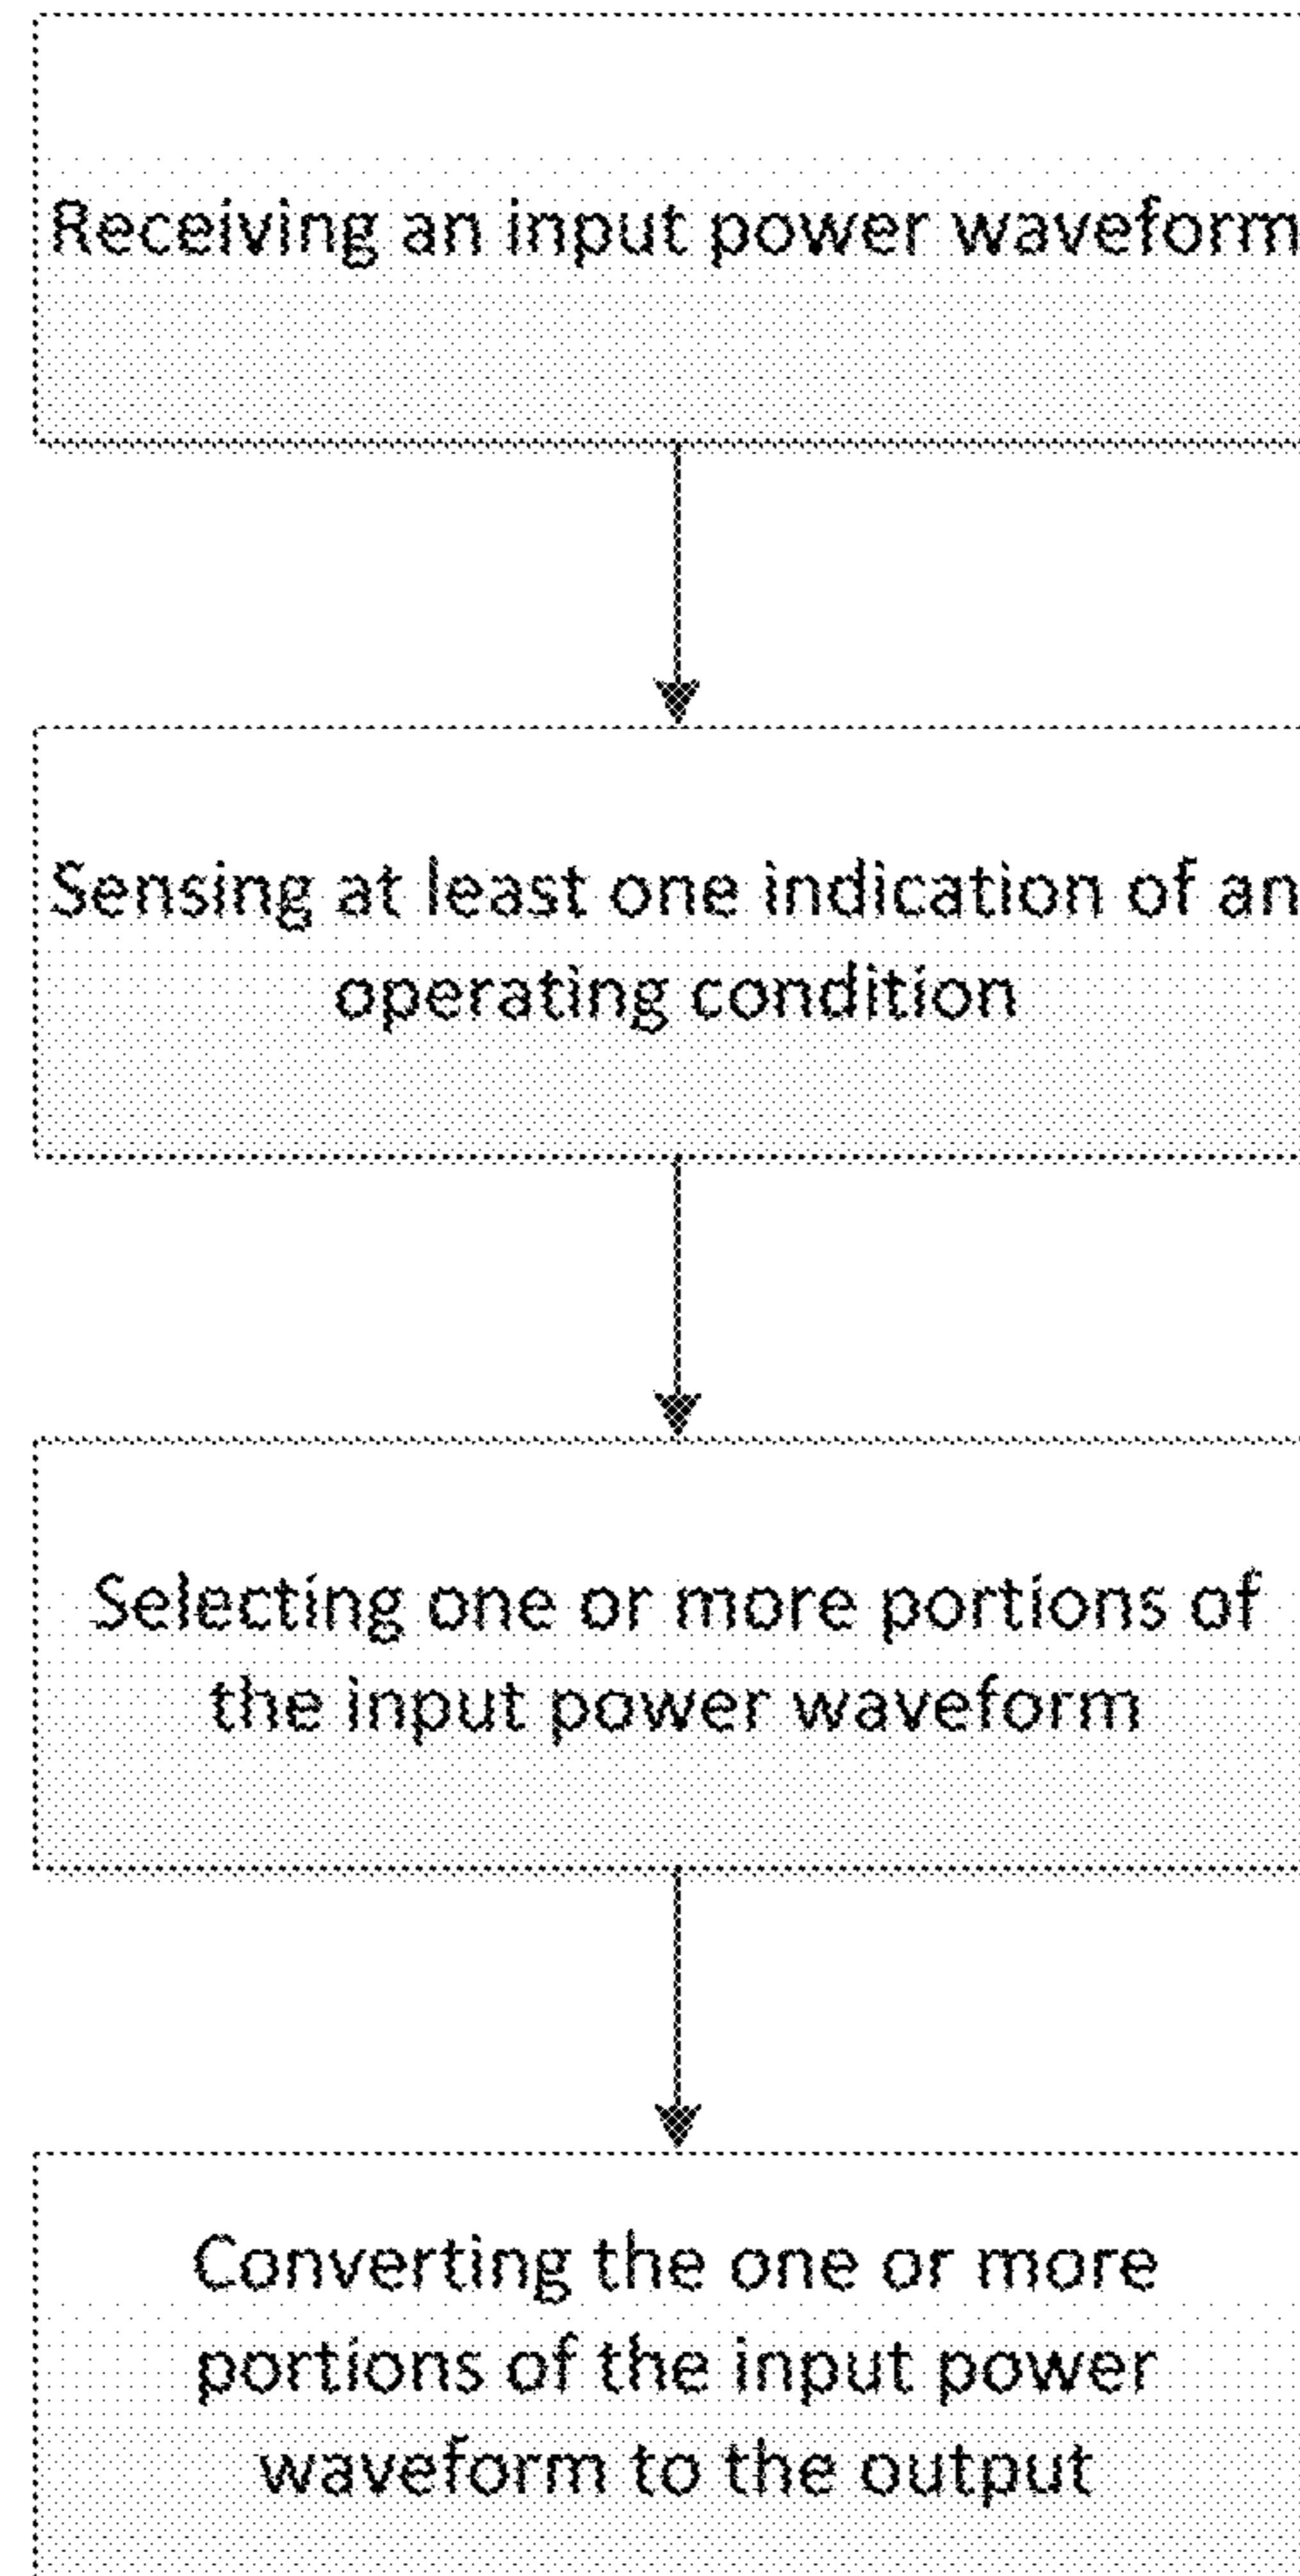 Receiving an input power waveform
Sensing at least one indication of an
operating condition
Selecting one or more portions of
the input power waveform
Converting the one or more
portions of the input power
waveform to the output